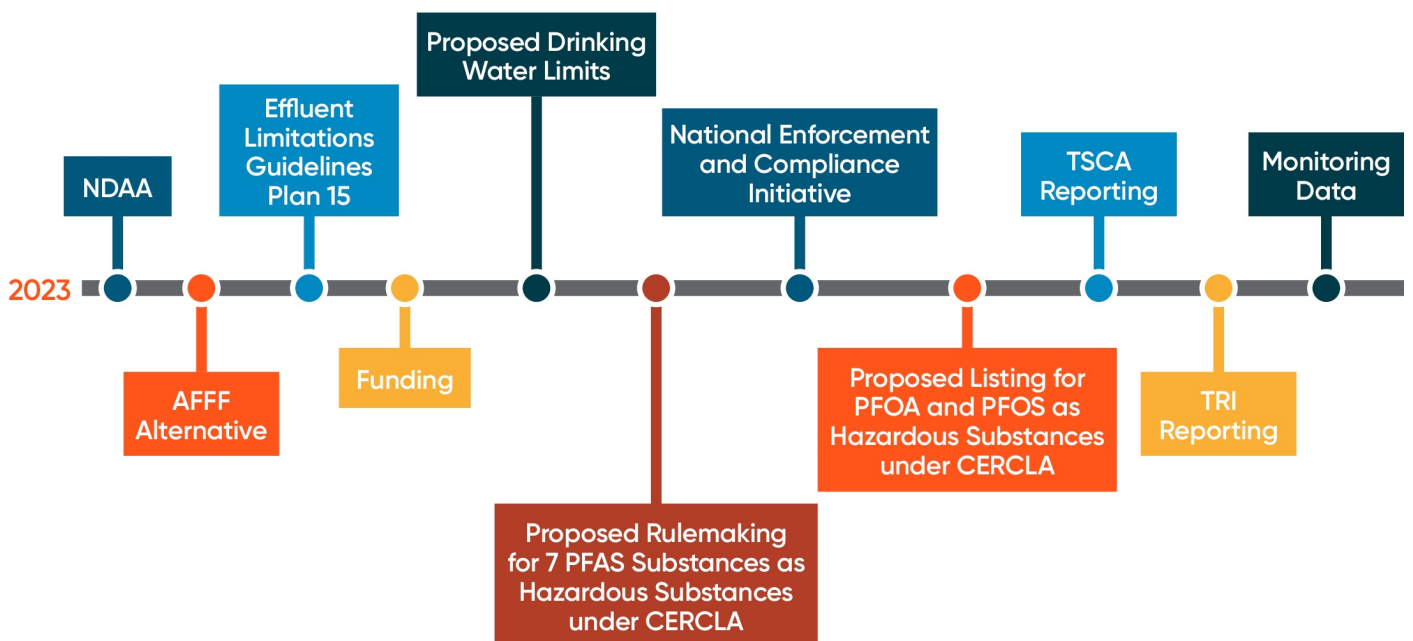 2023
NDAA
AFFF
Alternative
Effluent
Limitations
Guidelines
Plan 15
Funding
Proposed Drinking
Water Limits
Proposed Rulemaking
for 7 PFAS Substances as
Hazardous Substances
under CERCLA
National Enforcement
and Compliance
Initiative
Proposed Listing for
PFOA and PFOS as
Hazardous Substances
under CERCLA
TSCA
Reporting
TRI
Reporting
Monitoring
Data